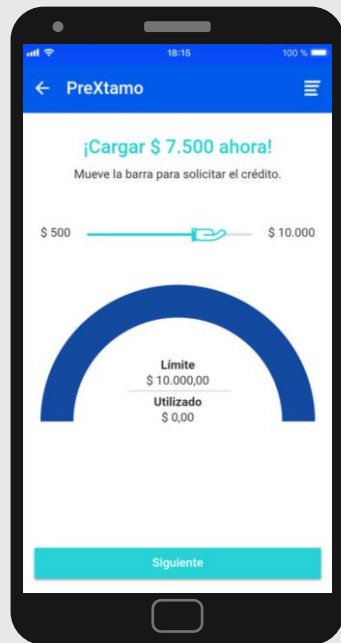 18:15
100 %
PreXtamo
¡Cargar $ 7.500 ahora!
Mueve la barra para solicitar el crédito.
$ 500
$ 10.000
Límite
$ 10.000,00
Utilizado
$ 0,00
Siguiente